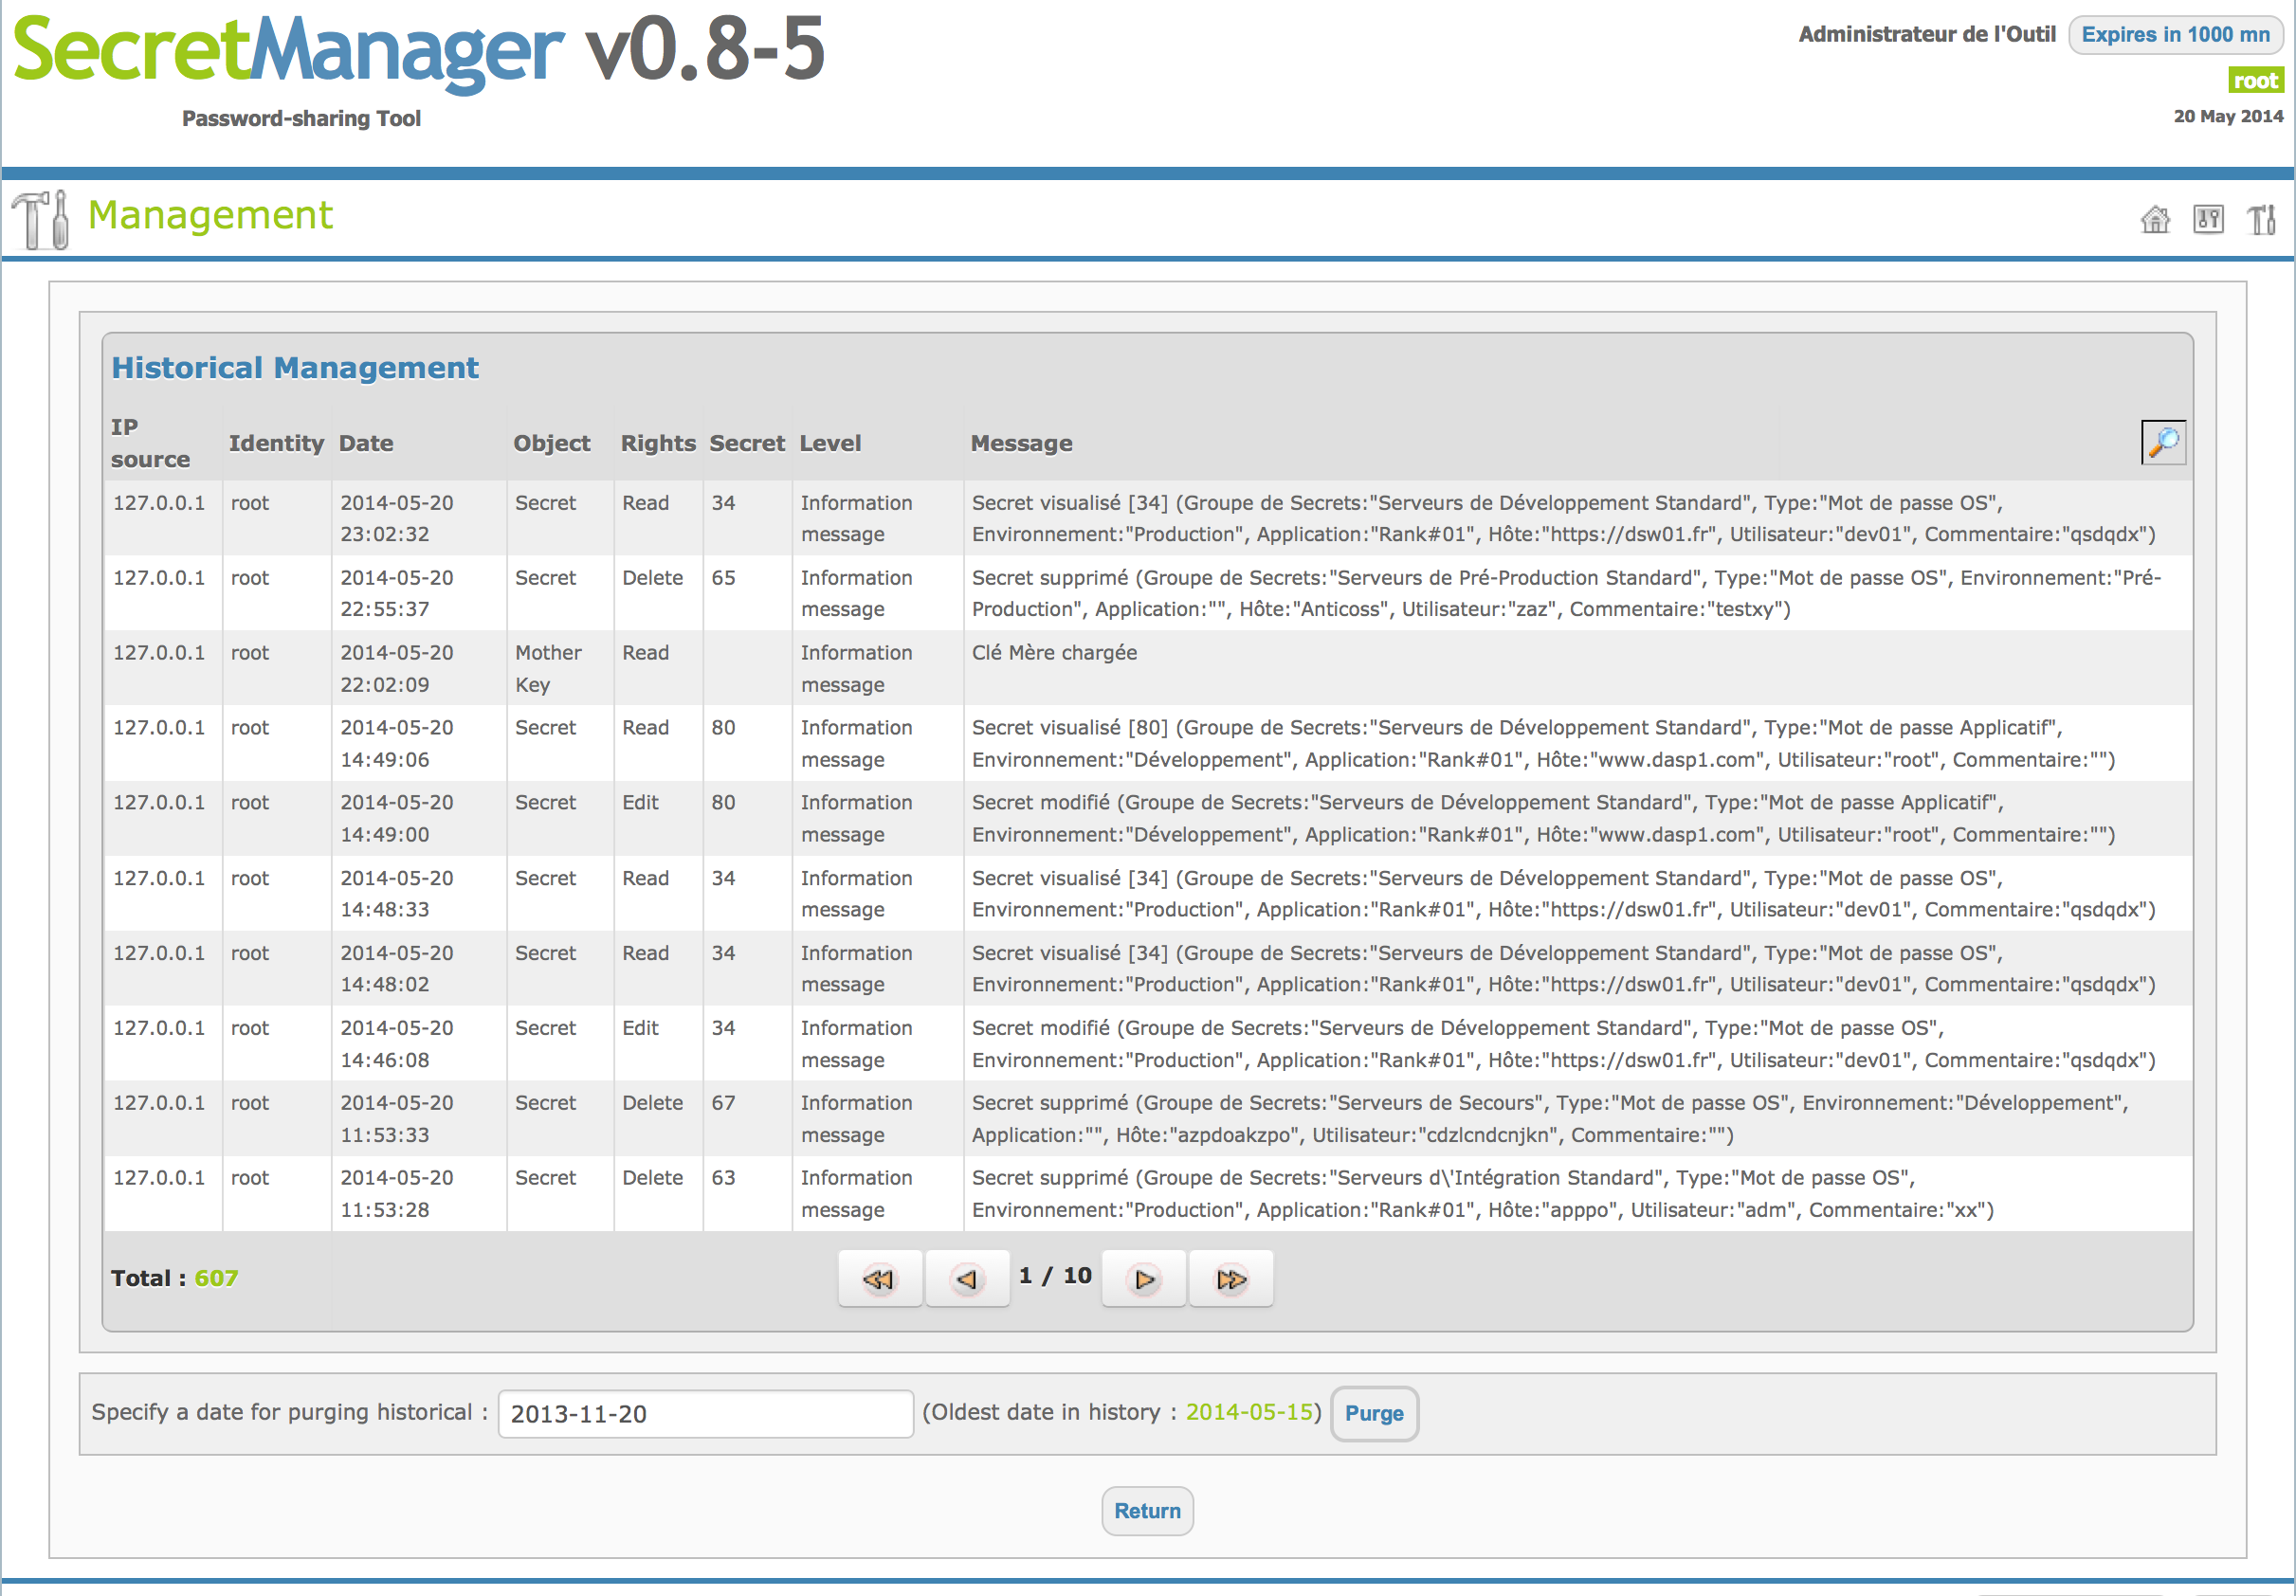 SecretManager v0.8-5
Password-sharing Tool
Administrateur de l'Outil Expires in 1000 mn
root
20 May 2014
Management
Historical Management
IP source Identity Date Object Rights Secret Level Message
127.0.0.1 root 2014-05-20 Secret Read 34 Information Secret visualisé [34] (Groupe de Secrets:"Serveurs de Développement Standard", Type:"Mot de passe OS",
23:02:32 message Environnement:"Production", Application:"Rank#01", Hôte:"https://dsw01.fr", Utilisateur:"dev01", Commentaire:"qsdqdx")
127.0.0.1 root 2014-05-20 Secret Delete 65 Information Secret supprimé (Groupe de Secrets:"Serveurs de Pré-Production Standard", Type:"Mot de passe OS", Environnement:"Pré-
22:55:37 message Production", Application:"", Hôte:"Anticoss", Utilisateur:"zaz", Commentaire:"testxy")
127.0.0.1 root 2014-05-20 Mother Read Information Clé Mère chargée
22:02:09 Key message
127.0.0.1 root 2014-05-20 Secret Read 80 Information Secret visualisé [80] (Groupe de Secrets:"Serveurs de Développement Standard", Type:"Mot de passe Applicatif",
14:49:06 message Environnement:"Développement", Application:"Rank#01", Hôte:"www.dasp1.com", Utilisateur:"root", Commentaire:"")
127.0.0.1 root 2014-05-20 Secret Edit 80 Information Secret modifié (Groupe de Secrets:"Serveurs de Développement Standard", Type:"Mot de passe Applicatif",
14:49:00 message Environnement:"Développement", Application:"Rank#01", Hôte:"www.dasp1.com", Utilisateur:"root", Commentaire:"")
127.0.0.1 root 2014-05-20 Secret Read 34 Information Secret visualisé [34] (Groupe de Secrets:"Serveurs de Développement Standard", Type:"Mot de passe OS",
14:48:33 message Environnement:"Production", Application:"Rank#01", Hôte:"https://dsw01.fr", Utilisateur:"dev01", Commentaire:"qsdqdx")
127.0.0.1 root 2014-05-20 Secret Read 34 Information Secret visualisé [34] (Groupe de Secrets:"Serveurs de Développement Standard", Type:"Mot de passe OS",
14:48:02 message Environnement:"Production", Application:"Rank#01", Hôte:"https://dsw01.fr", Utilisateur:"dev01", Commentaire:"qsdqdx")
127.0.0.1 root 2014-05-20 Secret Edit 34 Information Secret modifié (Groupe de Secrets:"Serveurs de Développement Standard", Type:"Mot de passe OS",
14:46:08 message Environnement:"Production", Application:"Rank#01", Hôte:"https://dsw01.fr", Utilisateur:"dev01", Commentaire:"qsdqdx")
127.0.0.1 root 2014-05-20 Secret Delete 67 Information Secret supprimé (Groupe de Secrets:"Serveurs de Secours", Type:"Mot de passe OS", Environnement:"Développement",
11:53:33 message Application:"", Hôte:"azpdoakzpo", Utilisateur:"cdzlcndcnjkn", Commentaire:"")
127.0.0.1 root 2014-05-20 Secret Delete 63 Information Secret supprimé (Groupe de Secrets:"Serveurs d\'Intégration Standard", Type:"Mot de passe OS",
11:53:28 message Environnement:"Production", Application:"Rank#01", Hôte:"apppo", Utilisateur:"adm", Commentaire:"xx")
Total : 607 1 / 10
Specify a date for purging historical : 2013-11-20 (Oldest date in history : 2014-05-15) Purge
Return